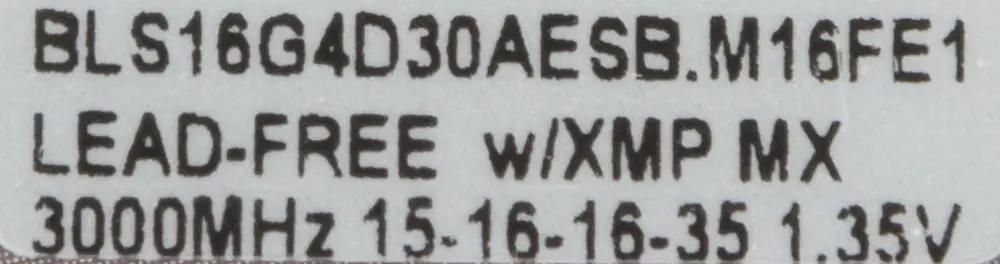 BLS16G4D30AESB.M16FE1
LEAD-FREE w/XMP MX
3000MHz 15-16-16-35 1.35V